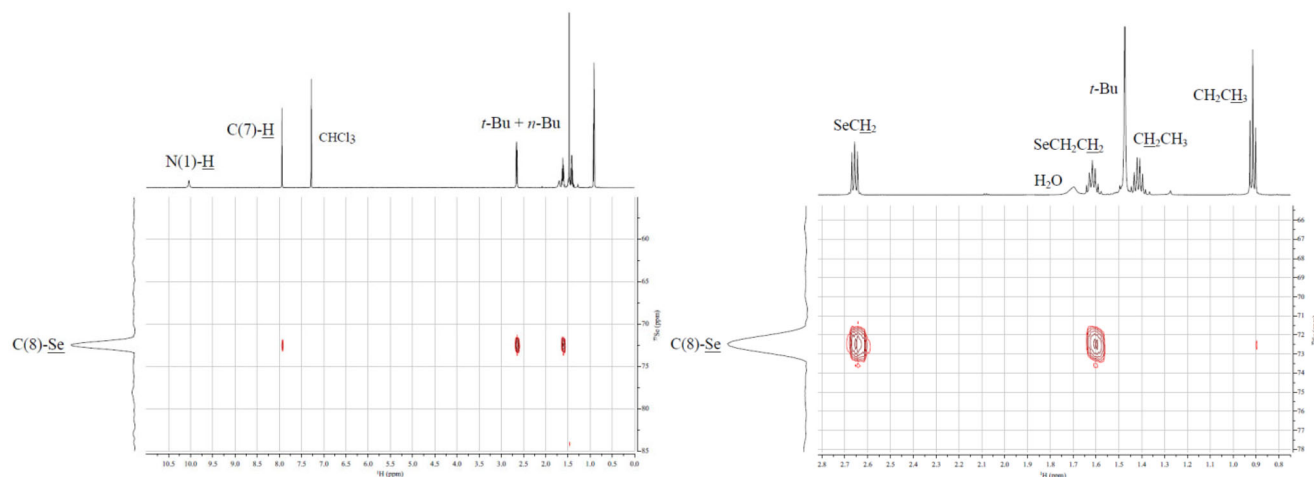 N(1)-H
C(7)-H
CHCl3
t-Bu + n-Bu
C(8)-Se
60
65
70
75
80
85
77Se (ppm)
10.5 10.0 9.5 9.0 8.5 8.0 7.5 7.0 6.5 6.0 5.5 5.0 4.5 4.0 3.5 3.0 2.5 2.0 1.5 1.0 0.5 0.0
1H (ppm)
SeCH2
SeCH2CH2
H2O
t-Bu
CH2CH3
CH2CH3
C(8)-Se
66
67
68
69
70
71
72
73
74
75
76
77
78
2.8 2.7 2.6 2.5 2.4 2.3 2.2 2.1 2.0 1.9 1.8 1.7 1.6 1.5 1.4 1.3 1.2 1.1 1.0 0.9 0.8
1H (ppm)